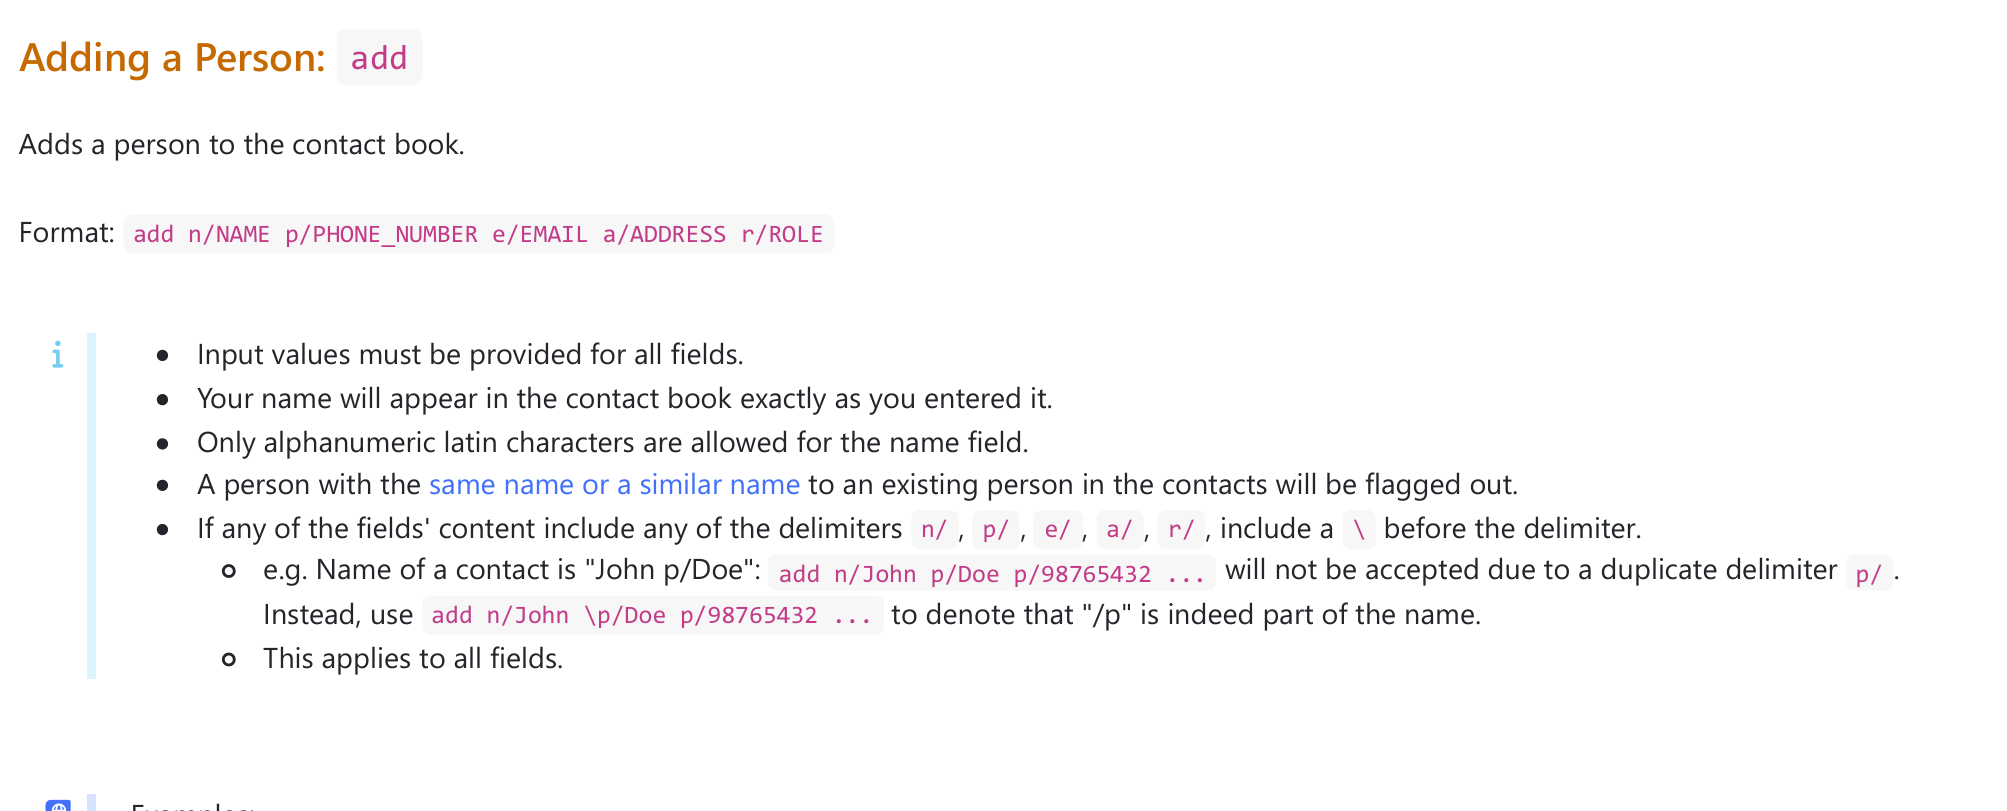 Adding a Person: add
Adds a person to the contact book.
Format: add n/NAME p/PHONE_NUMBER e/EMAIL a/ADDRESS r/ROLE
i
• Input values must be provided for all fields.
• Your name will appear in the contact book exactly as you entered it.
• Only alphanumeric latin characters are allowed for the name field.
• A person with the same name or a similar name to an existing person in the contacts will be flagged out.
• If any of the fields' content include any of the delimiters n/, p/, e/, a/, r/, include a \ before the delimiter.
◦ e.g. Name of a contact is "John p/Doe": add n/John p/Doe p/98765432 ... will not be accepted due to a duplicate delimiter p/.
Instead, use add n/John \p/Doe p/98765432 ... to denote that "/p" is indeed part of the name.
◦ This applies to all fields.